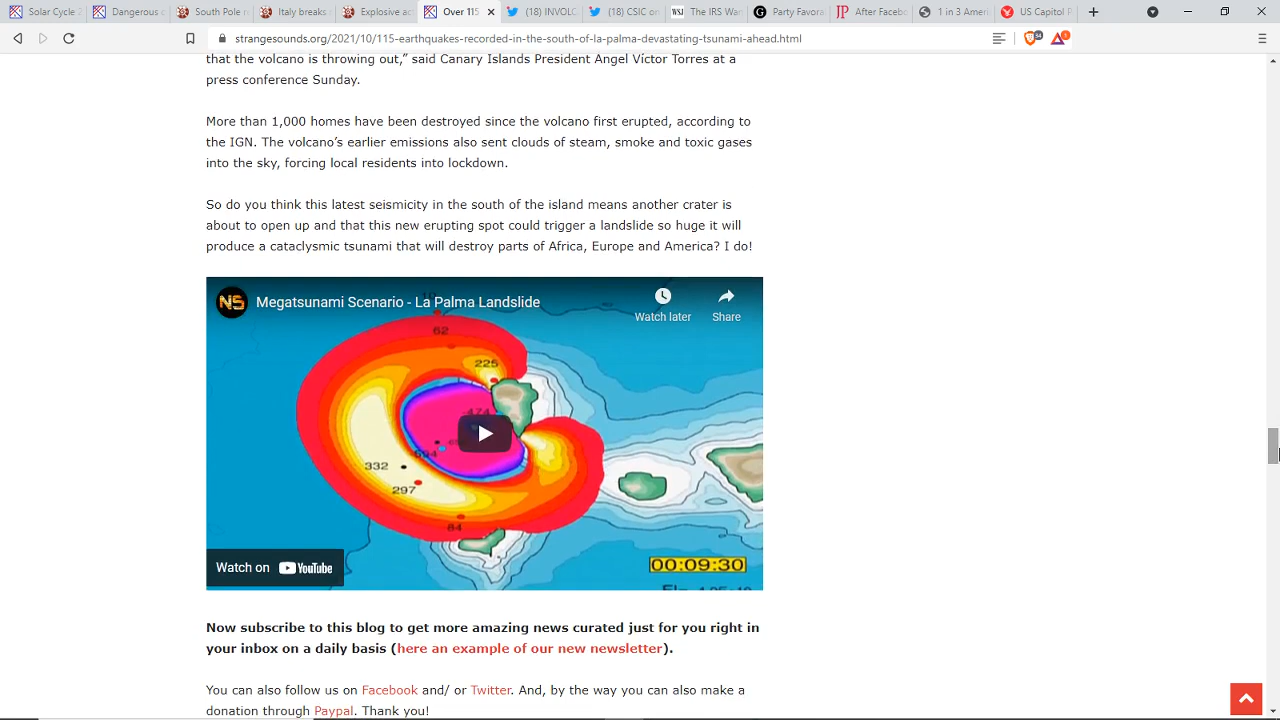 Solar Cycle 2
Dangerous c
South Pole r
Italy breaks
Explosive ac
Over 115
(18) INVOLC
(18) CSIC on
WSJ The IRS Wa
G Party Favora
JP After Faceb
1 in 3 Ameri
US Capitol P
strangesounds.org/2021/10/115-earthquakes-recorded-in-the-south-of-la-palma-devastating-tsunami-ahead.html
that the volcano is throwing out,” said Canary Islands President Angel Víctor Torres at a
press conference Sunday.
More than 1,000 homes have been destroyed since the volcano first erupted, according to
the IGN. The volcano’s earlier emissions also sent clouds of steam, smoke and toxic gases
into the sky, forcing local residents into lockdown.
So do you think this latest seismicity in the south of the island means another crater is
about to open up and that this new erupting spot could trigger a landslide so huge it will
produce a cataclysmic tsunami that will destroy parts of Africa, Europe and America? I do!
NS Megatsunami Scenario - La Palma Landslide
Watch later
Share
62
225
332
297
84
00:09:30
Watch on YouTube
Now subscribe to this blog to get more amazing news curated just for you right in
your inbox on a daily basis (here an example of our new newsletter).
You can also follow us on Facebook and/ or Twitter. And, by the way you can also make a
donation through Paypal. Thank you!